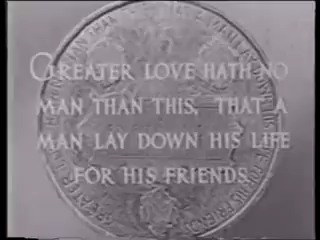 GREATER LOVE HATH NO
MAN THAN THIS, THAT A
MAN LAY DOWN HIS LIFE
FOR HIS FRIENDS.